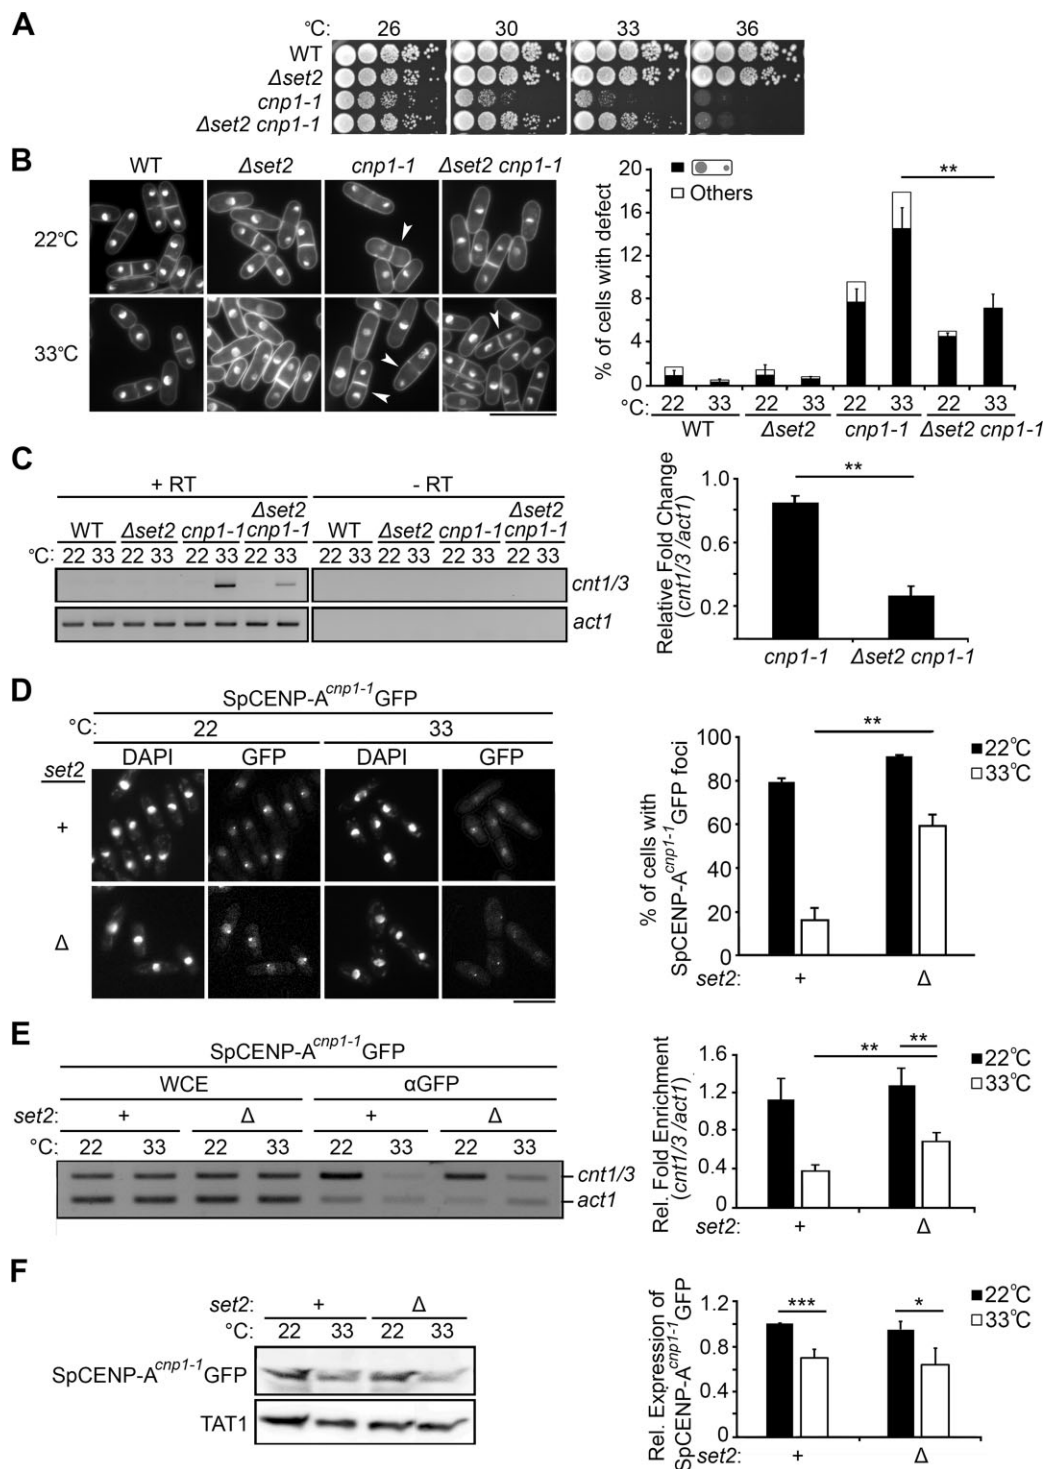 A
°C: 26 30 33 36
WT
Δset2
cnp1-1
Δset2 cnp1-1
B
WT Δset2 cnp1-1 Δset2 cnp1-1
22°C
33°C
% of cells with defect
20
16
12
8
4
0
Others
**
°C: 22 33 22 33 22 33 22 33
WT Δset2 cnp1-1 Δset2 cnp1-1
C
+ RT - RT
WT Δset2 cnp1-1 Δset2 cnp1-1 WT Δset2 cnp1-1 Δset2 cnp1-1
°C: 22 33 22 33 22 33 22 33 22 33 22 33 22 33 22 33
cnt1/3
act1
Relative Fold Change
(cnt1/3 /act1)
1.0
0.6
0.2
**
cnp1-1 Δset2 cnp1-1
D
SpCENP-Acnp1-1GFP
°C: 22 33
set2 DAPI GFP DAPI GFP
+
Δ
% of cells with
SpCENP-Acnp1-1GFP foci
100
80
60
40
20
0
**
22°C
33°C
set2: + Δ
E
SpCENP-Acnp1-1GFP
WCE αGFP
set2: + Δ + Δ
°C: 22 33 22 33 22 33 22 33
cnt1/3
act1
Rel. Fold Enrichment
(cnt1/3 /act1)
1.6
1.2
0.8
0.4
0
** **
22°C
33°C
set2: + Δ
F
set2: + Δ
°C: 22 33 22 33
SpCENP-Acnp1-1GFP
TAT1
Rel. Expression of
SpCENP-Acnp1-1GFP
1.2
0.8
0.4
0
*** *
22°C
33°C
set2: + Δ